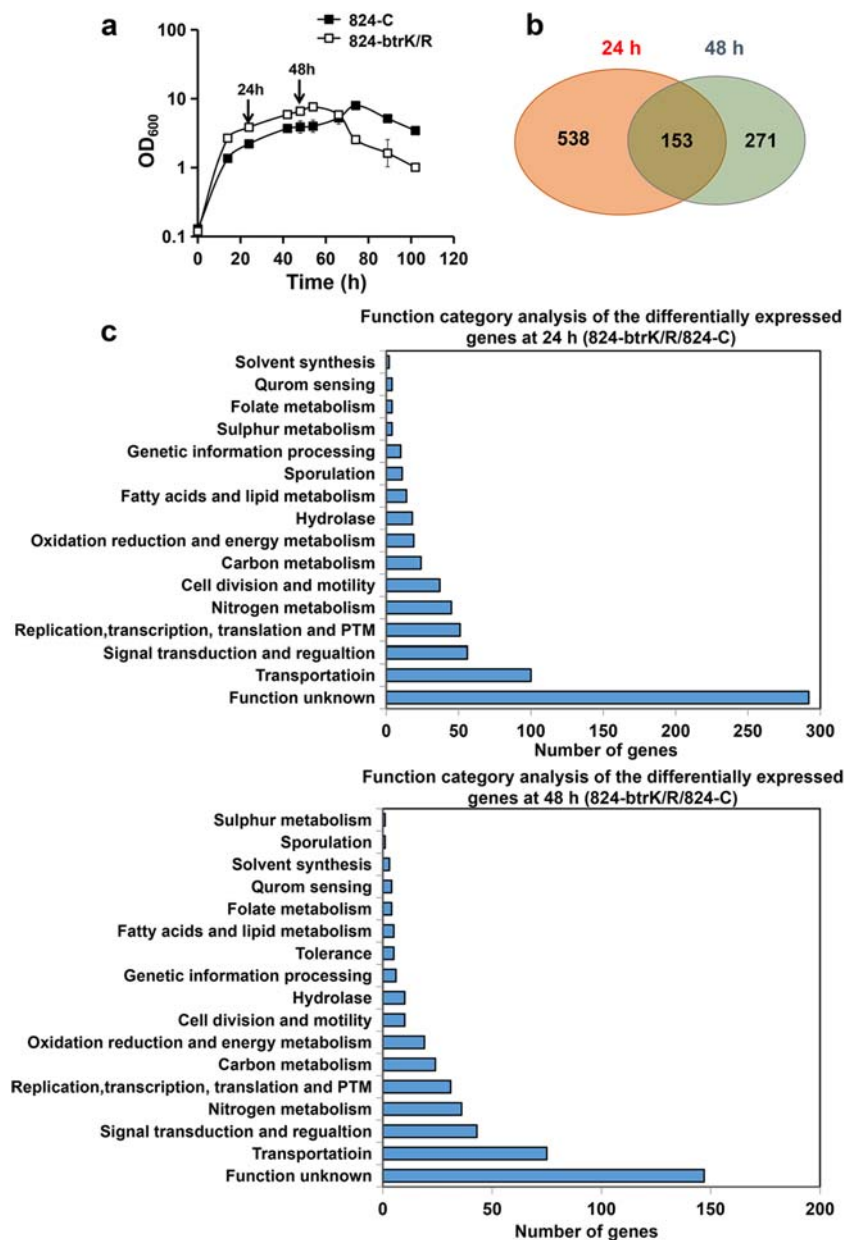 a
824-C
824-btrK/R
100
10
1
0.1
OD600
24h
48h
0 20 40 60 80 100 120
Time (h)
b
24 h 48 h
538 153 271
c
Function category analysis of the differentially expressed
genes at 24 h (824-btrK/R/824-C)
Solvent synthesis
Qurom sensing
Folate metabolism
Sulphur metabolism
Genetic information processing
Sporulation
Fatty acids and lipid metabolism
Hydrolase
Oxidation reduction and energy metabolism
Carbon metabolism
Cell division and motility
Nitrogen metabolism
Replication,transcription, translation and PTM
Signal transduction and regualtion
Transportatioin
Function unknown
0 50 100 150 200 250 300
Number of genes
Function category analysis of the differentially expressed
genes at 48 h (824-btrK/R/824-C)
Sulphur metabolism
Sporulation
Solvent synthesis
Qurom sensing
Folate metabolism
Fatty acids and lipid metabolism
Tolerance
Genetic information processing
Hydrolase
Cell division and motility
Oxidation reduction and energy metabolism
Carbon metabolism
Replication,transcription, translation and PTM
Nitrogen metabolism
Signal transduction and regualtion
Transportatioin
Function unknown
0 50 100 150 200
Number of genes